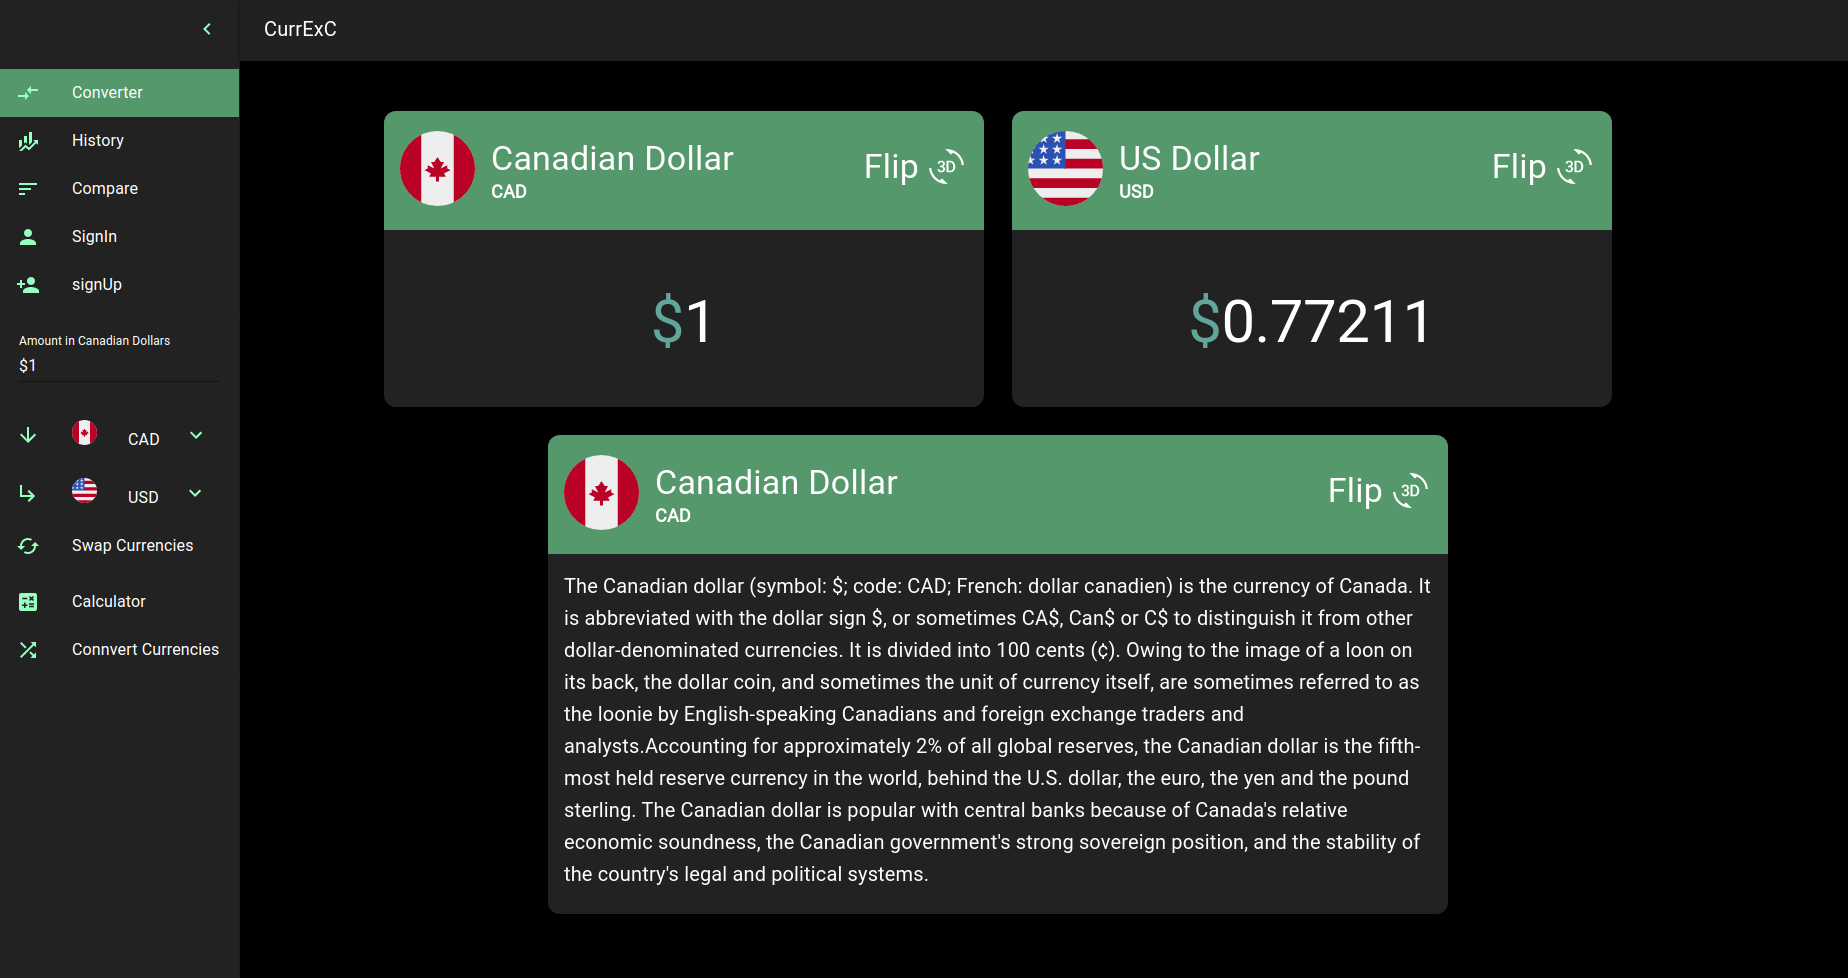 CurrExC
Converter
History
Compare
SignIn
signUp
Amount in Canadian Dollars
$1
CAD
USD
Swap Currencies
Calculator
Connvert Currencies
Canadian Dollar
CAD
Flip 3D
$1
US Dollar
USD
Flip 3D
$0.77211
Canadian Dollar
CAD
Flip 3D
The Canadian dollar (symbol: $; code: CAD; French: dollar canadien) is the currency of Canada. It
is abbreviated with the dollar sign $, or sometimes CA$, Can$ or C$ to distinguish it from other
dollar-denominated currencies. It is divided into 100 cents (¢). Owing to the image of a loon on
its back, the dollar coin, and sometimes the unit of currency itself, are sometimes referred to as
the loonie by English-speaking Canadians and foreign exchange traders and
analysts.Accounting for approximately 2% of all global reserves, the Canadian dollar is the fifth-
most held reserve currency in the world, behind the U.S. dollar, the euro, the yen and the pound
sterling. The Canadian dollar is popular with central banks because of Canada's relative
economic soundness, the Canadian government's strong sovereign position, and the stability of
the country's legal and political systems.